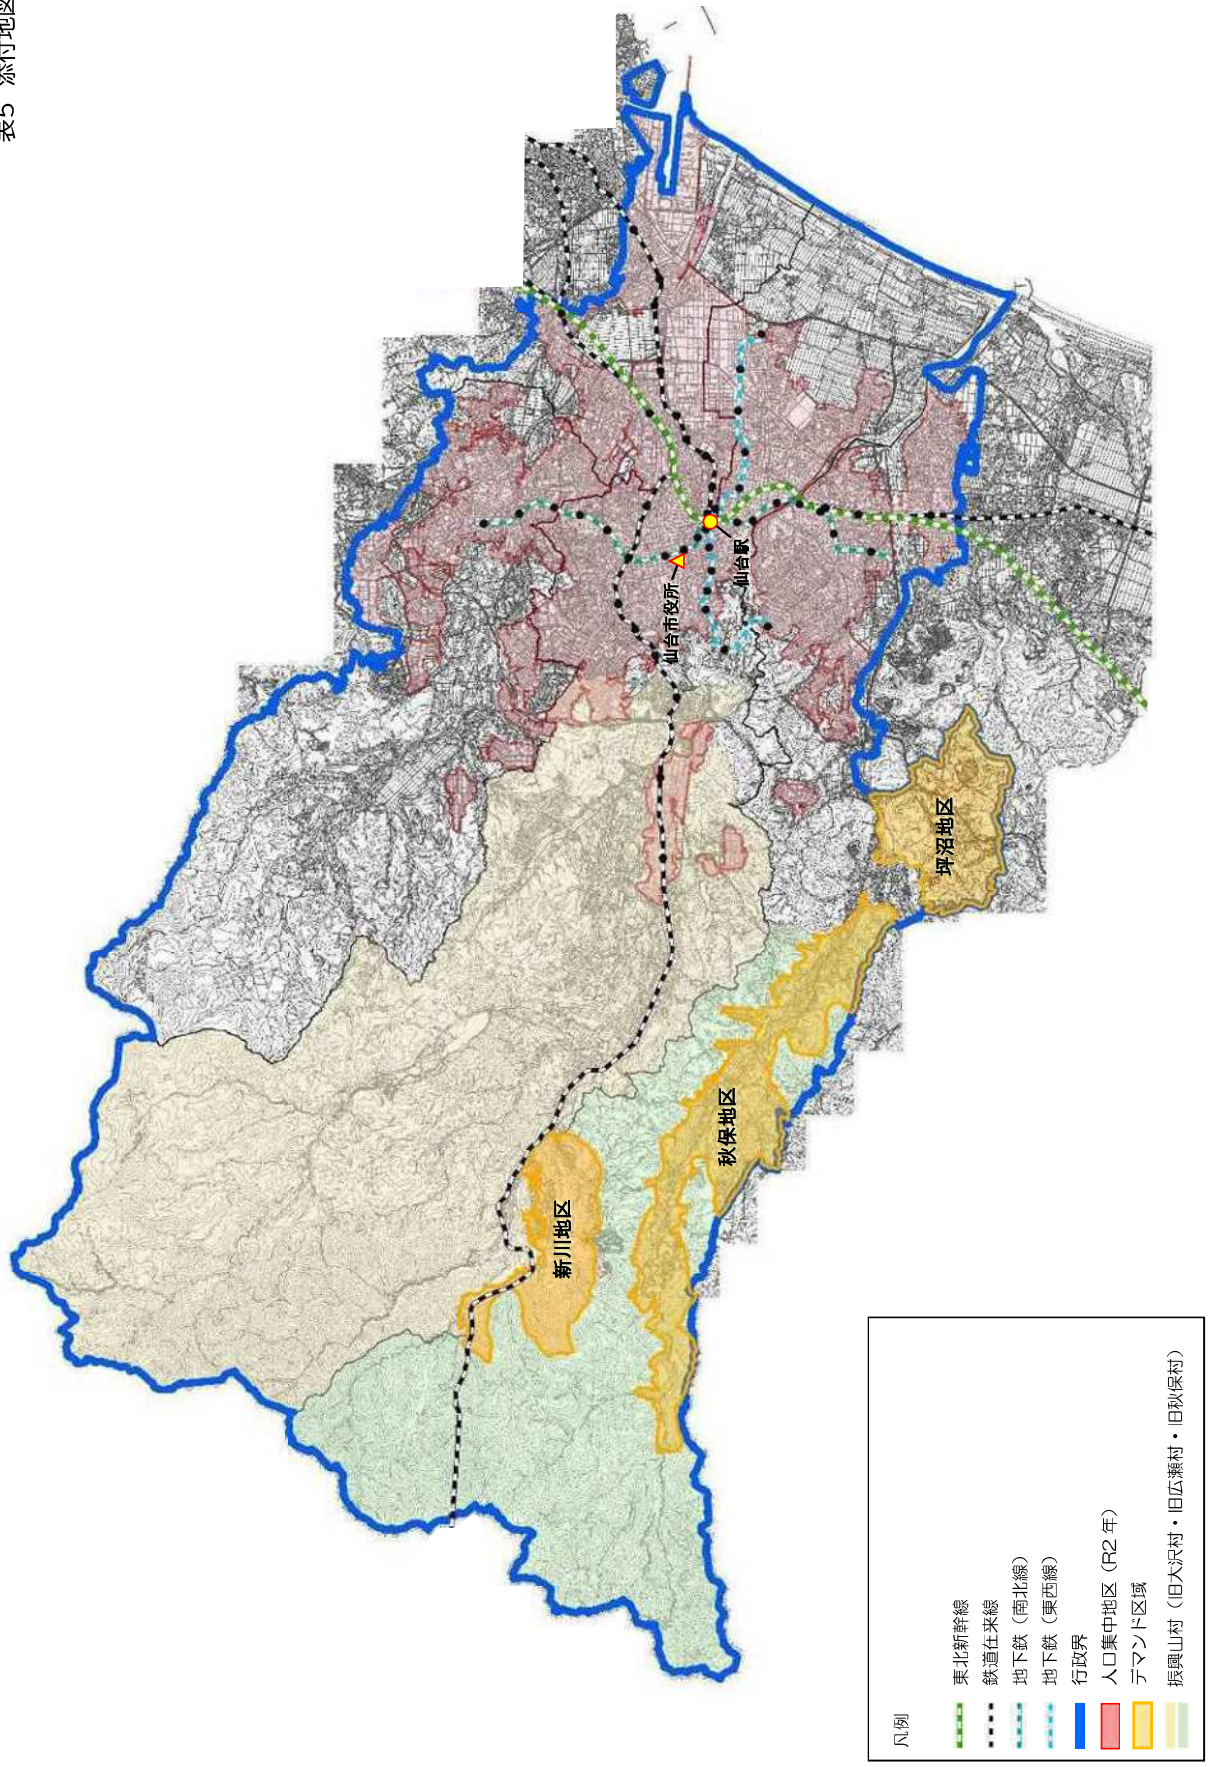 表5 添付地図
仙台市役所
仙台駅
坪沼地区
秋保地区
新川地区
凡例
東北新幹線
鉄道在来線
地下鉄（南北線）
地下鉄（東西線）
行政界
人口集中地区（R2 年）
デマンド区域
振興山村（旧大沢村・旧広瀬村・旧秋保村）